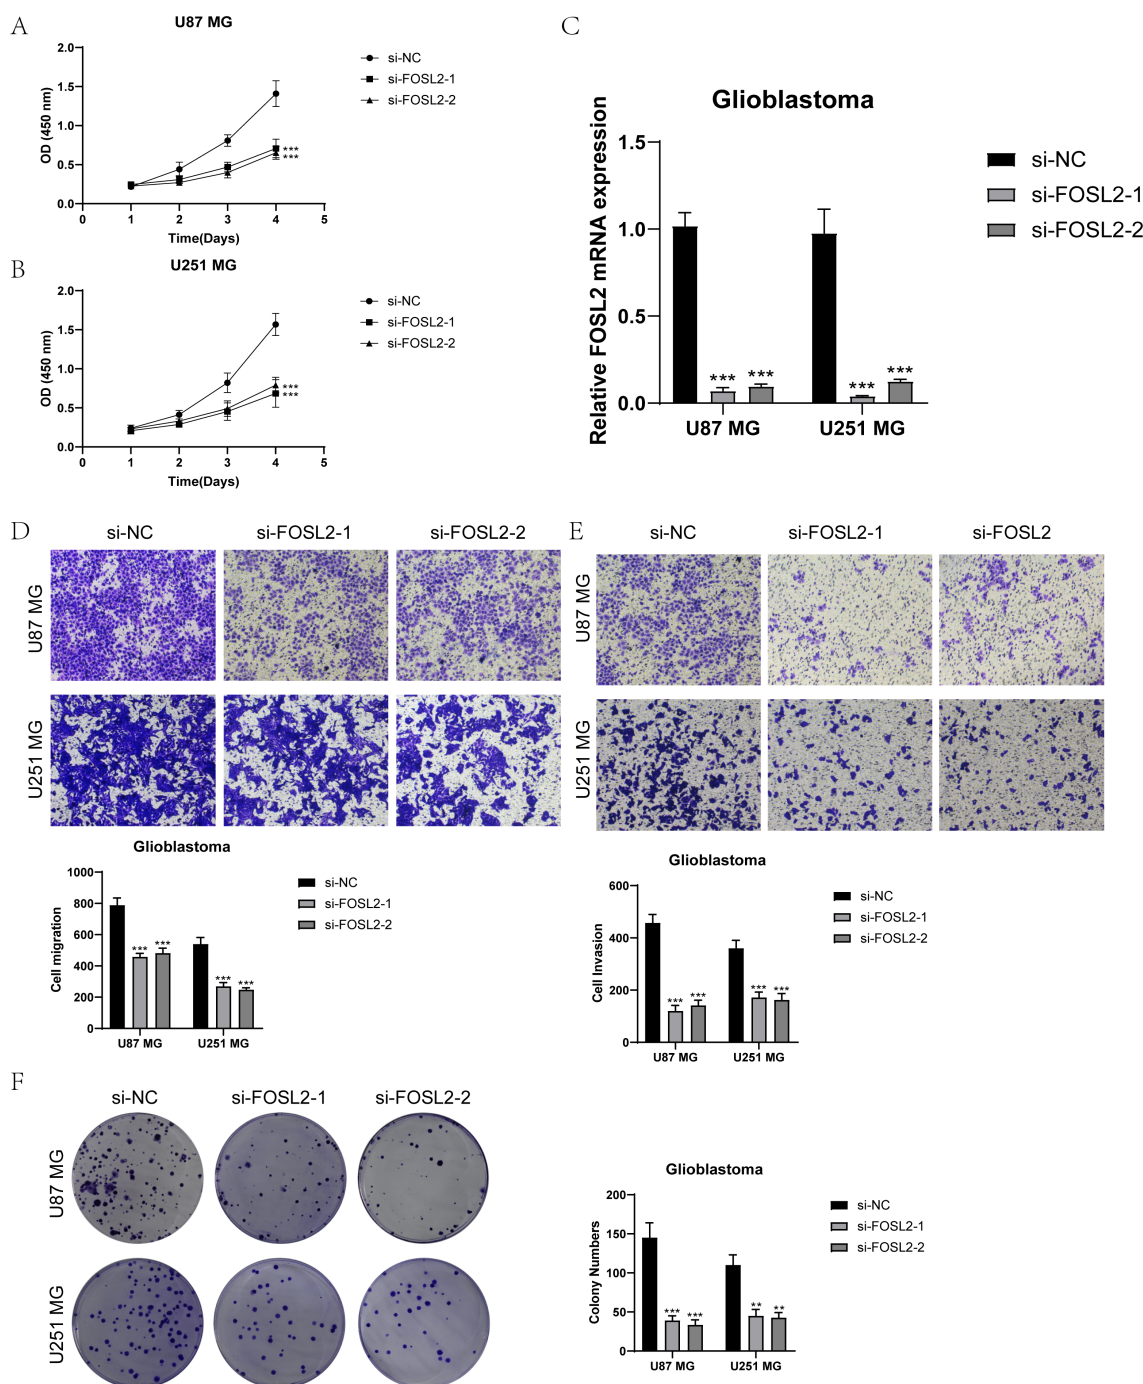 A
U87 MG
OD (450 nm)
2.0
1.5
1.0
0.5
0.0
0 1 2 3 4 5
Time(Days)
si-NC
si-FOSL2-1
si-FOSL2-2
***
***
B
U251 MG
OD (450 nm)
2.0
1.5
1.0
0.5
0.0
0 1 2 3 4 5
Time(Days)
si-NC
si-FOSL2-1
si-FOSL2-2
***
***
C
Glioblastoma
Relative FOSL2 mRNA expression
1.5
1.0
0.5
0.0
*** *** *** ***
U87 MG U251 MG
si-NC
si-FOSL2-1
si-FOSL2-2
D
si-NC si-FOSL2-1 si-FOSL2-2
U87 MG
U251 MG
Glioblastoma
Cell migration
1000
800
600
400
200
0
*** *** *** ***
U87 MG U251 MG
si-NC
si-FOSL2-1
si-FOSL2-2
E
si-NC si-FOSL2-1 si-FOSL2
U87 MG
U251 MG
Glioblastoma
Cell Invasion
600
400
200
0
*** *** *** ***
U87 MG U251 MG
si-NC
si-FOSL2-1
si-FOSL2-2
F
si-NC si-FOSL2-1 si-FOSL2-2
U87 MG
U251 MG
Glioblastoma
Colony Numbers
200
150
100
50
0
*** *** ** **
U87 MG U251 MG
si-NC
si-FOSL2-1
si-FOSL2-2